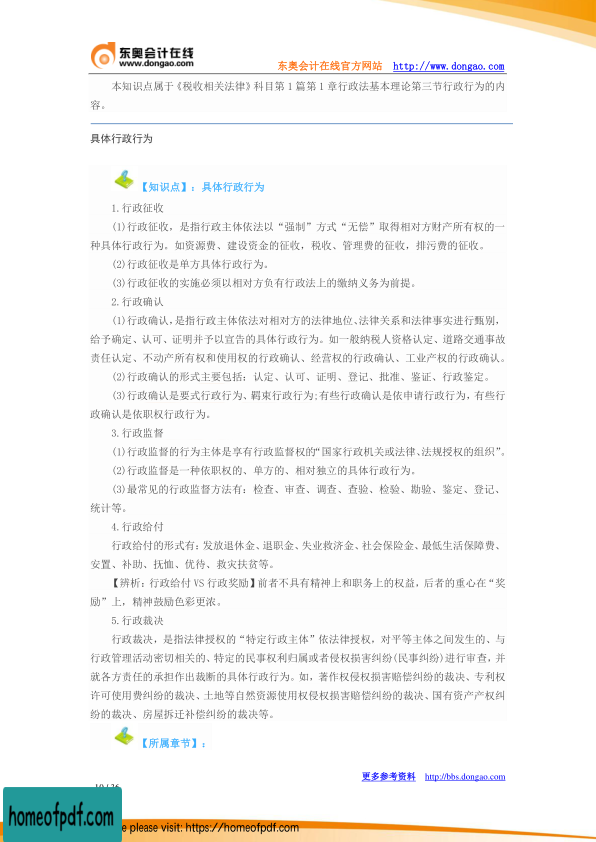 东奥会计在线
www.dongao.com
东奥会计在线官方网站 http://www.dongao.com
本知识点属于《税收相关法律》科目第 1 篇第 1 章行政法基本理论第三节行政行为的内
容。
具体行政行为
【知识点】：具体行政行为
1.行政征收
(1)行政征收，是指行政主体依法以“强制”方式“无偿”取得相对方财产所有权的一
种具体行政行为。如资源费、建设资金的征收，税收、管理费的征收，排污费的征收。
(2)行政征收是单方具体行政行为。
(3)行政征收的实施必须以相对方负有行政法上的缴纳义务为前提。
2.行政确认
(1)行政确认，是指行政主体依法对相对方的法律地位、法律关系和法律事实进行甄别，
给予确定、认可、证明并予以宣告的具体行政行为。如一般纳税人资格认定、道路交通事故
责任认定、不动产所有权和使用权的行政确认、经营权的行政确认、工业产权的行政确认。
(2)行政确认的形式主要包括：认定、认可、证明、登记、批准、鉴证、行政鉴定。
(3)行政确认是要式行政行为、羁束行政行为;有些行政确认是依申请行政行为，有些行
政确认是依职权行政行为。
3.行政监督
(1)行政监督的行为主体是享有行政监督权的“国家行政机关或法律、法规授权的组织”。
(2)行政监督是一种依职权的、单方的、相对独立的具体行政行为。
(3)最常见的行政监督方法有：检查、审查、调查、查验、检验、勘验、鉴定、登记、
统计等。
4.行政给付
行政给付的形式有：发放退休金、退职金、失业救济金、社会保险金、最低生活保障费、
安置、补助、抚恤、优待、救灾扶贫等。
【辨析：行政给付 VS 行政奖励】前者不具有精神上和职务上的权益，后者的重心在“奖
励”上，精神鼓励色彩更浓。
5.行政裁决
行政裁决，是指法律授权的“特定行政主体”依法律授权，对平等主体之间发生的、与
行政管理活动密切相关的、特定的民事权利归属或者侵权损害纠纷(民事纠纷)进行审查，并
就各方责任的承担作出裁断的具体行政行为。如，著作权侵权损害赔偿纠纷的裁决、专利权
许可使用费纠纷的裁决、土地等自然资源使用权侵权损害赔偿纠纷的裁决、国有资产产权纠
纷的裁决、房屋拆迁补偿纠纷的裁决等。
【所属章节】：
更多参考资料 http://bbs.dongao.com
homeofpdf.com
e please visit: https://homeofpdf.com